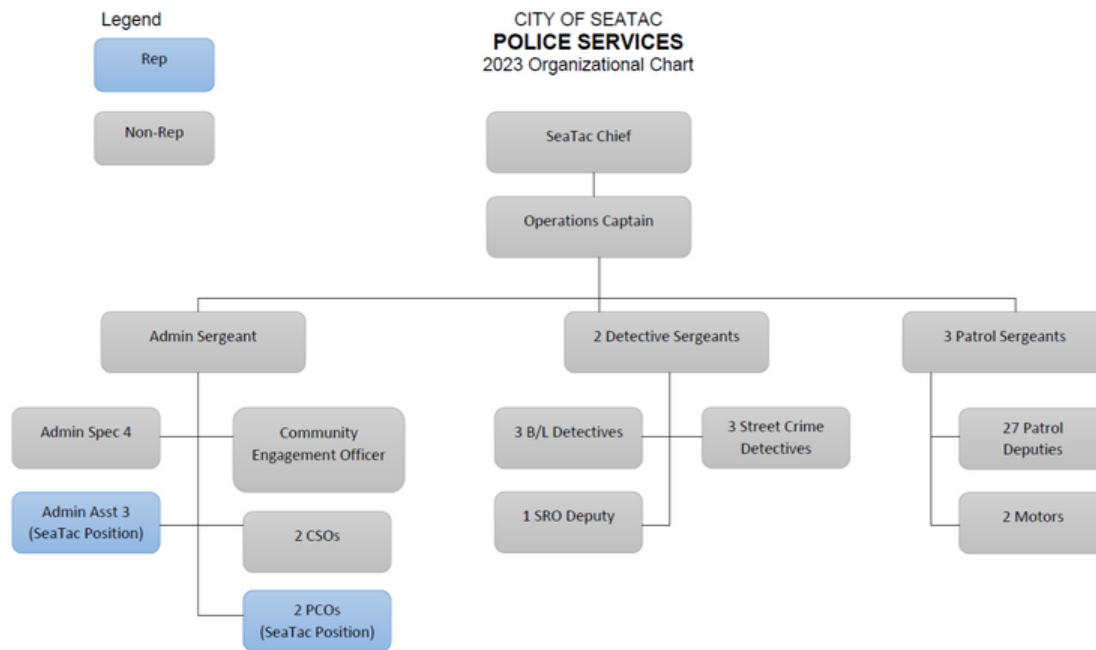 Legend
Rep
Non-Rep
CITY OF SEATAC
POLICE SERVICES
2023 Organizational Chart
SeaTac Chief
Operations Captain
Admin Sergeant
2 Detective Sergeants
3 Patrol Sergeants
Admin Spec 4
Community
Engagement Officer
Admin Asst 3
(SeaTac Position)
2 CSOs
2 PCOs
(SeaTac Position)
3 B/L Detectives
3 Street Crime
Detectives
1 SRO Deputy
27 Patrol
Deputies
2 Motors